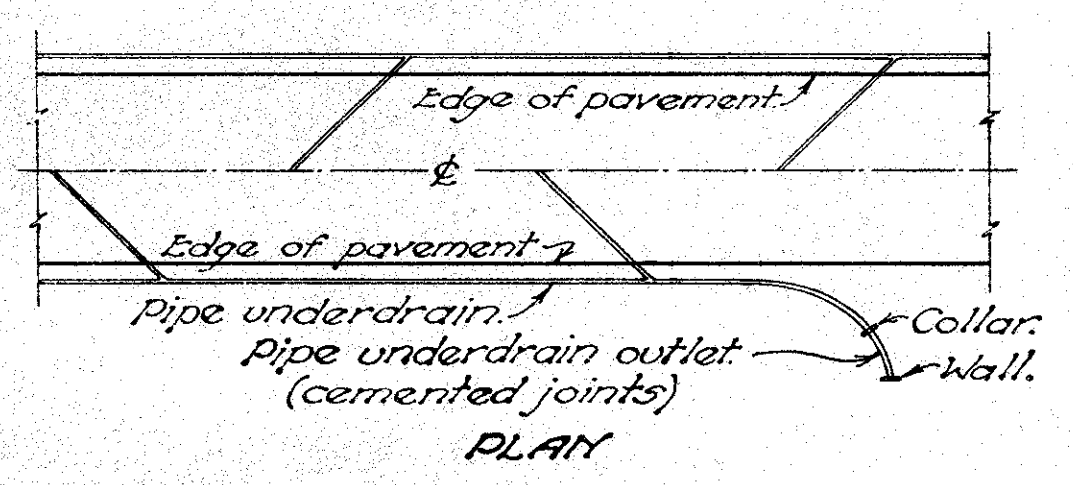 Edge of pavement.
℄
Edge of pavement
Pipe underdrain.
Collar.
Pipe underdrain outlet.
Wall.
(cemented joints)
PLAN